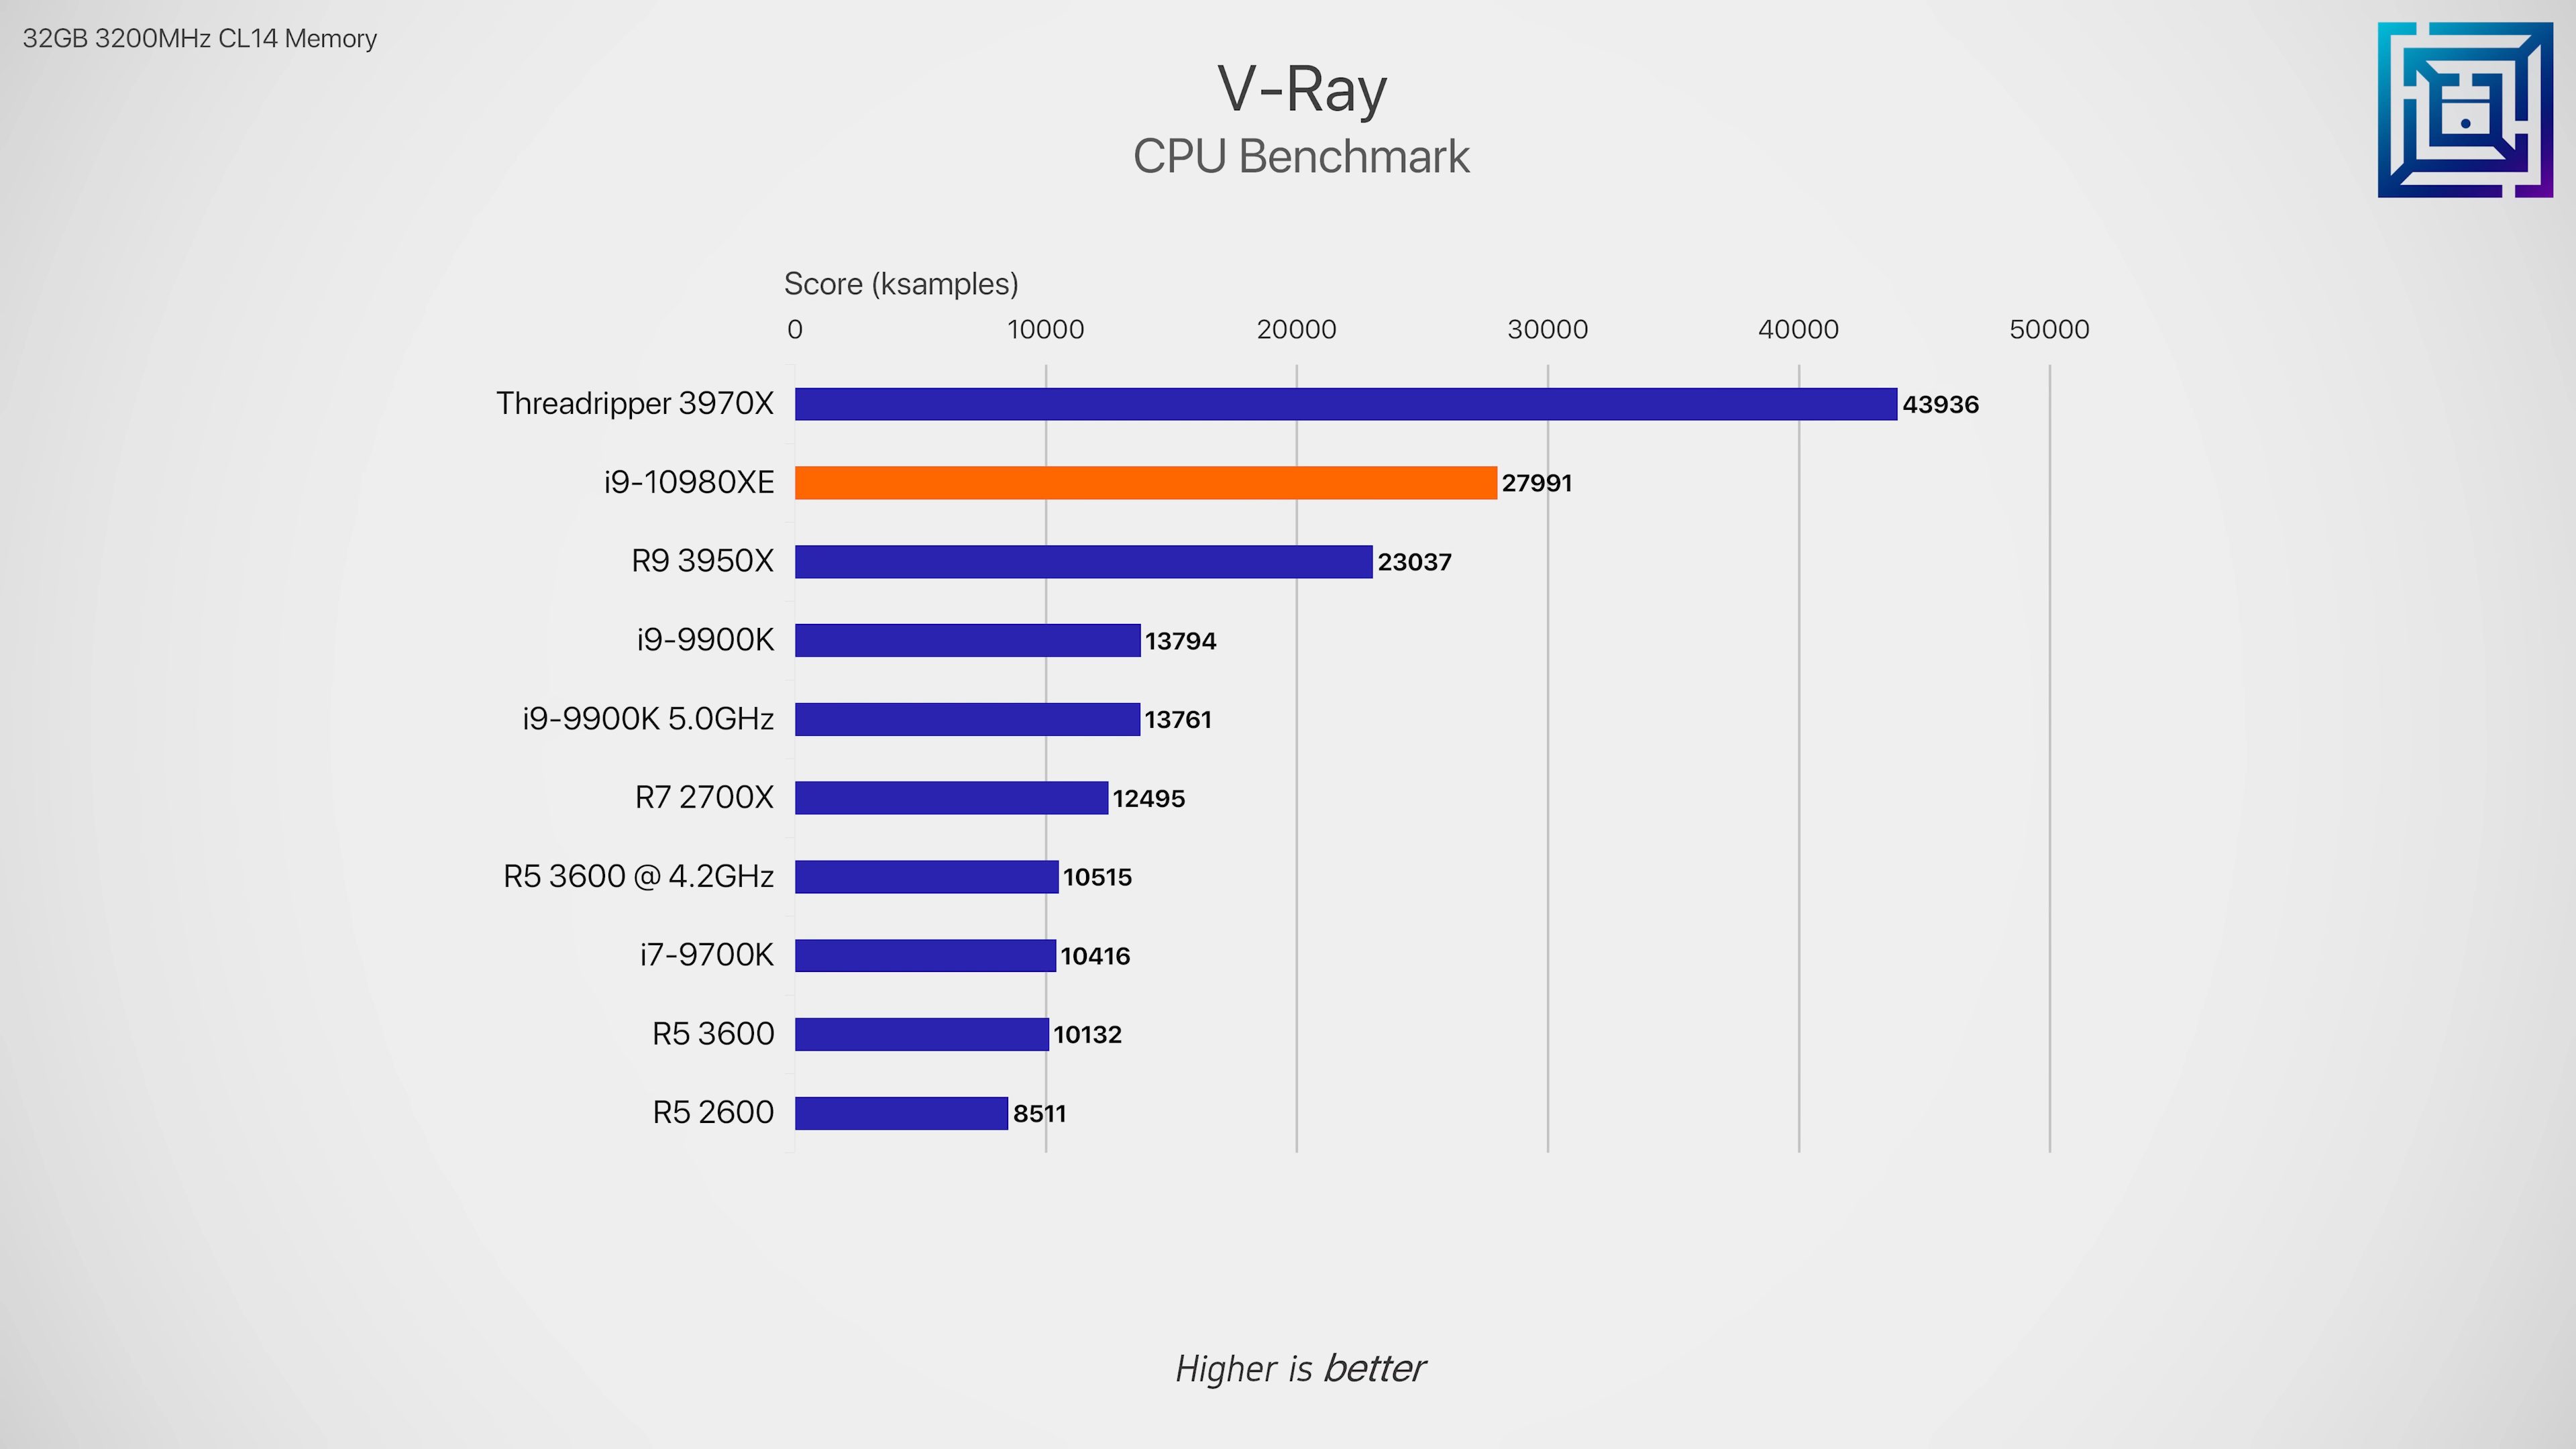 32GB 3200MHz CL14 Memory
V-Ray
CPU Benchmark
Score (ksamples)
0 10000 20000 30000 40000 50000
Threadripper 3970X 43936
i9-10980XE 27991
R9 3950X 23037
i9-9900K 13794
i9-9900K 5.0GHz 13761
R7 2700X 12495
R5 3600 @ 4.2GHz 10515
i7-9700K 10416
R5 3600 10132
R5 2600 8511
Higher is better